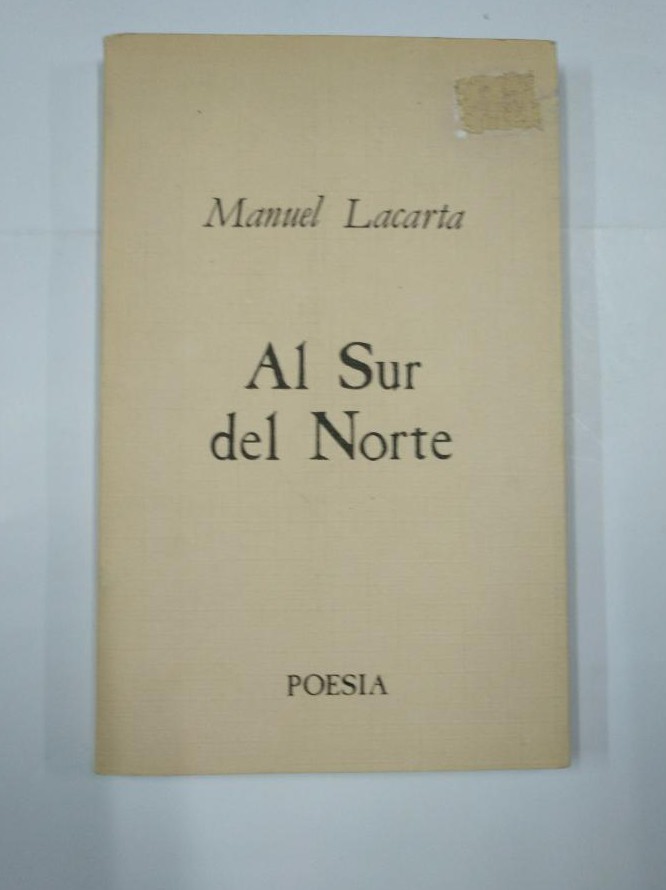 Manuel Lacarta
Al Sur
del Norte
POESIA